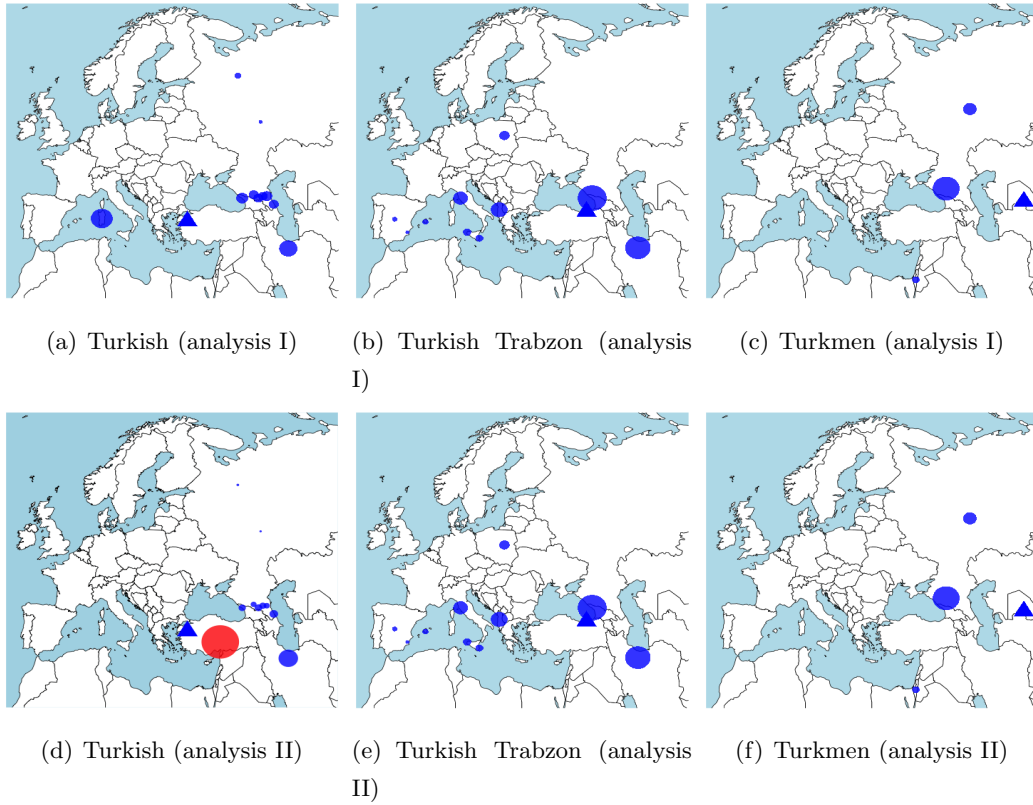 (a) Turkish (analysis I)
(b) Turkish Trabzon (analysis
I)
(c) Turkmen (analysis I)
(d) Turkish (analysis II)
(e) Turkish Trabzon (analysis
II)
(f) Turkmen (analysis II)